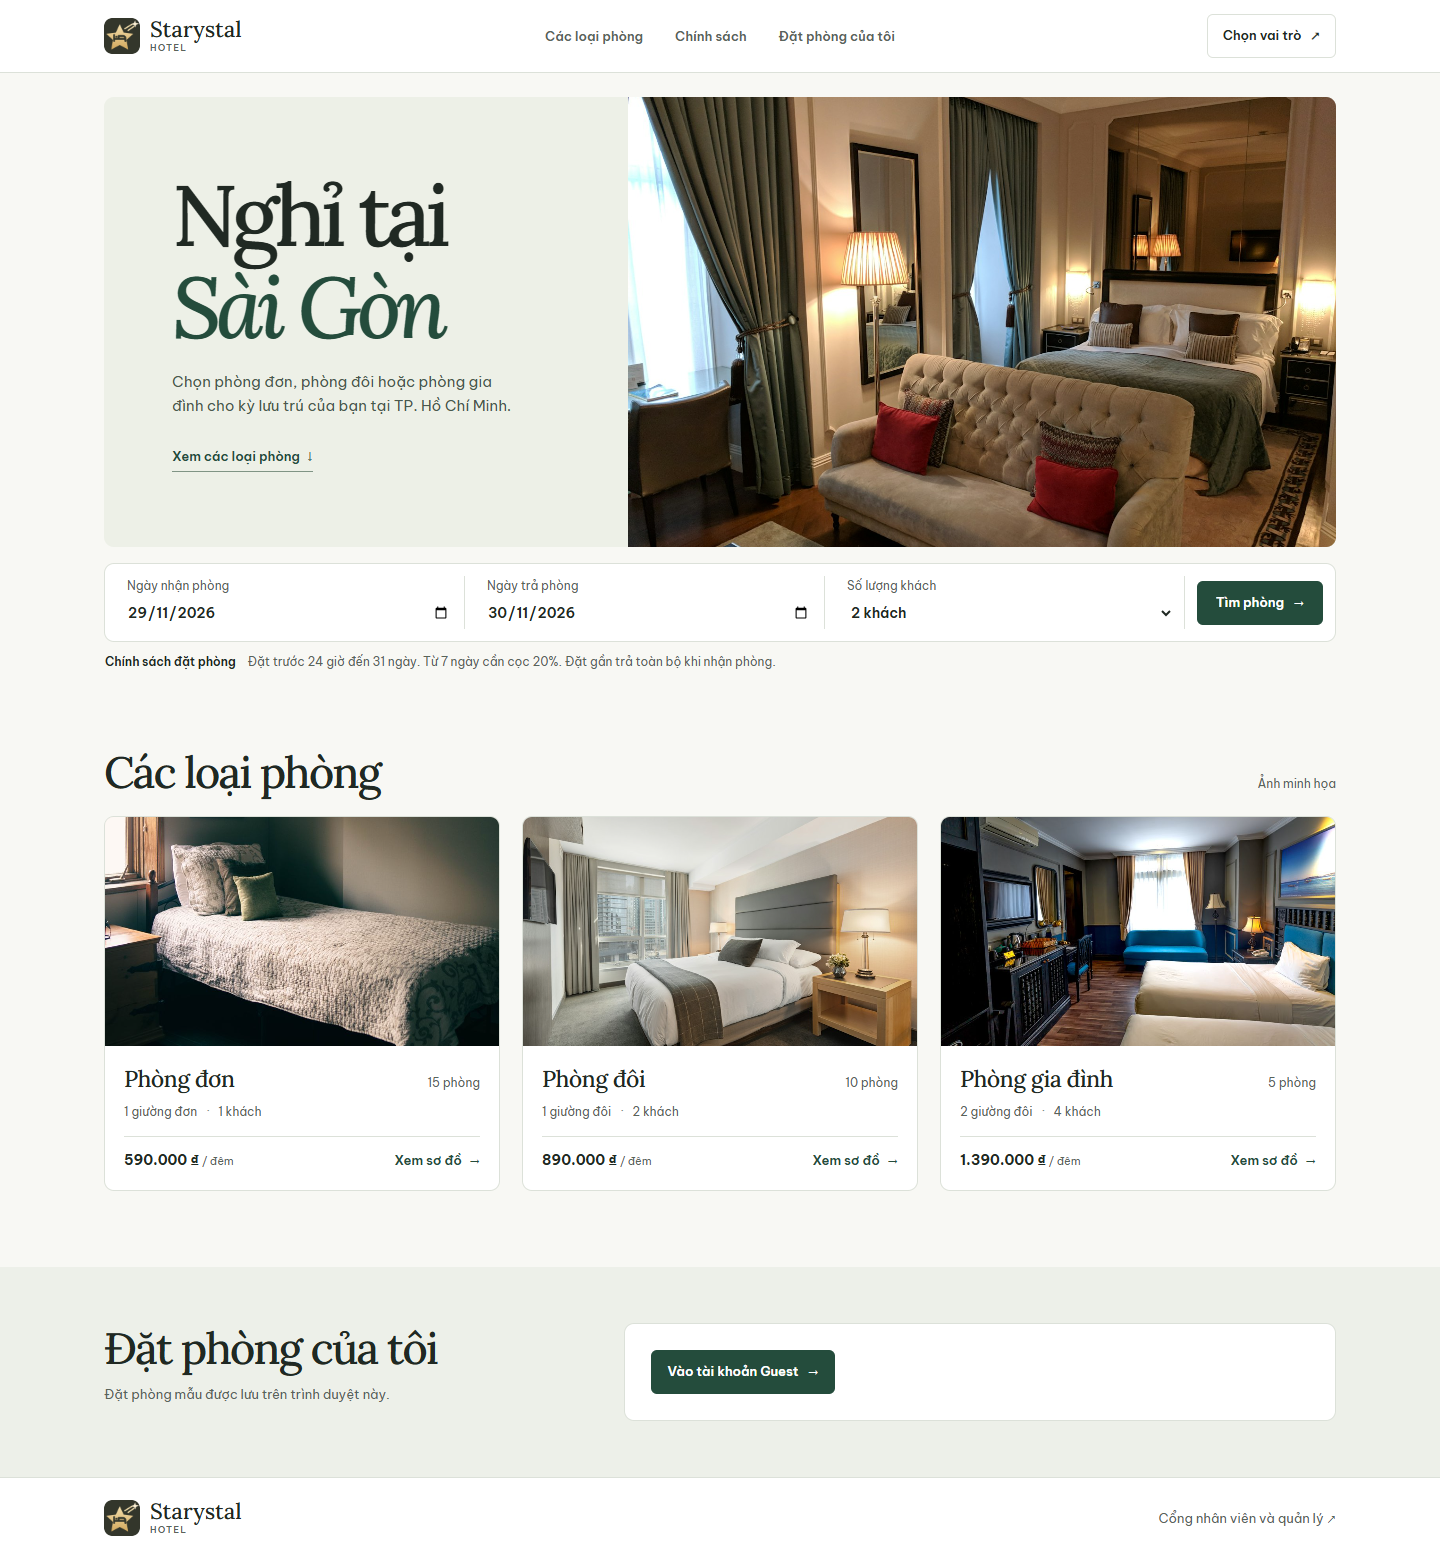 Starystal
HOTEL
Các loại phòng
Chính sách
Đặt phòng của tôi
Chọn vai trò ↗
Nghỉ tại
Sài Gòn
Chọn phòng đơn, phòng đôi hoặc phòng gia
đình cho kỳ lưu trú của bạn tại TP. Hồ Chí Minh.
Xem các loại phòng ↓
Ngày nhận phòng
29/11/2026
Ngày trả phòng
30/11/2026
Số lượng khách
2 khách
Tìm phòng →
Chính sách đặt phòng Đặt trước 24 giờ đến 31 ngày. Từ 7 ngày cần cọc 20%. Đặt gần trả toàn bộ khi nhận phòng.
Các loại phòng
Ảnh minh họa
Phòng đơn
15 phòng
1 giường đơn · 1 khách
590.000 ₫ / đêm
Xem sơ đồ →
Phòng đôi
10 phòng
1 giường đôi · 2 khách
890.000 ₫ / đêm
Xem sơ đồ →
Phòng gia đình
5 phòng
2 giường đôi · 4 khách
1.390.000 ₫ / đêm
Xem sơ đồ →
Đặt phòng của tôi
Đặt phòng mẫu được lưu trên trình duyệt này.
Vào tài khoản Guest →
Starystal
HOTEL
Cổng nhân viên và quản lý ↗